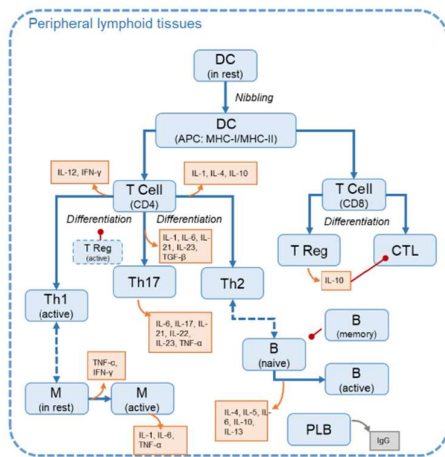 Peripheral lymphoid tissues
DC
(in rest)
Nibbling
DC
(APC: MHC-I/MHC-II)
IL-12, IFN-γ
IL-1, IL-4, IL-10
T Cell
(CD4)
T Cell
(CD8)
Differentiation
Differentiation
Differentiation
T Reg
(active)
IL-1, IL-6, IL-
21, IL-23,
TGF-β
T Reg
CTL
IL-10
Th1
(active)
Th17
Th2
IL-6, IL-17, IL-
21, IL-22,
IL-23, TNF-α
B
(memory)
B
(naive)
TNF-α,
IFN-γ
M
(in rest)
M
(active)
B
(active)
IL-4, IL-5, IL-
6, IL-10,
IL-13
IL-1, IL-6,
TNF-α
PLB
IgG